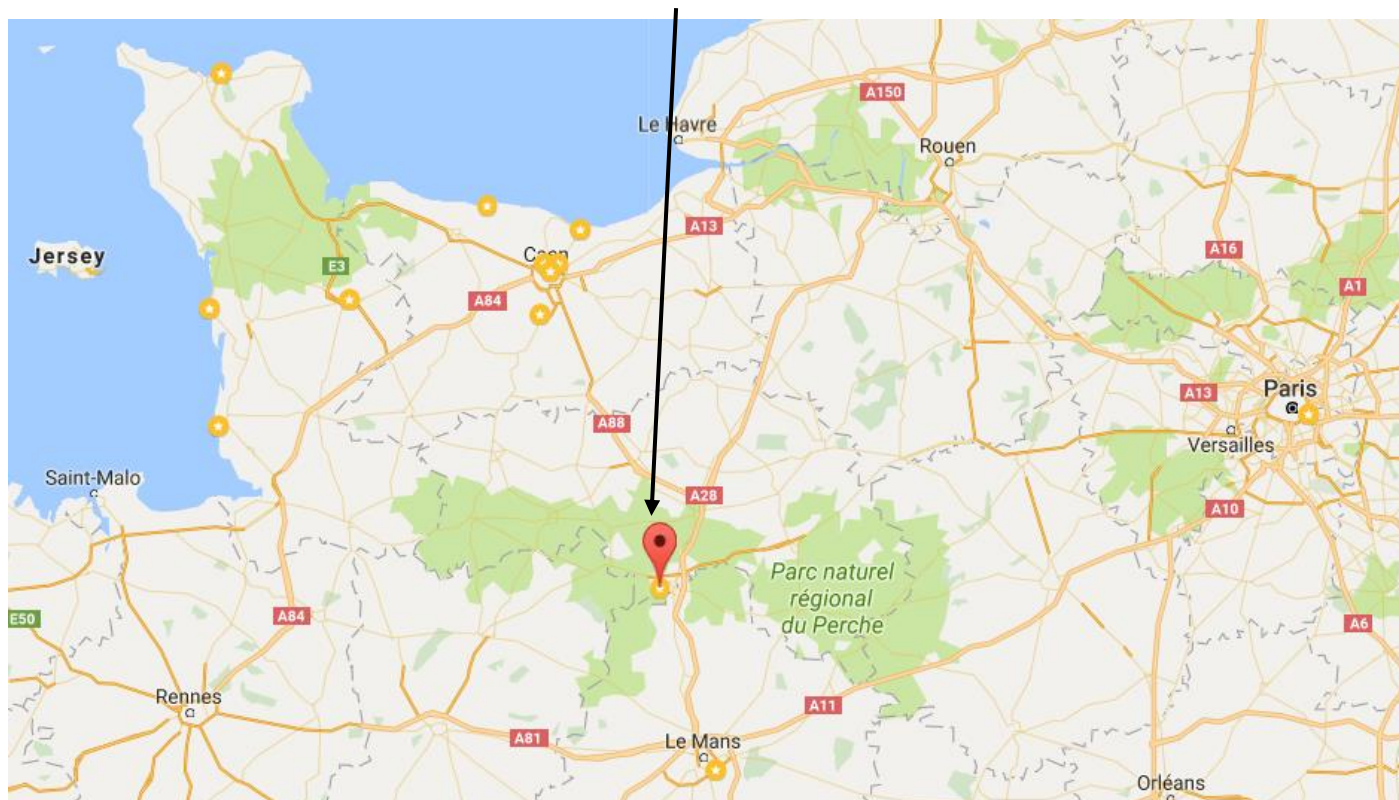 A150
Le Havre
Rouen
A13
Jersey
Caen
E3
A84
A16
A1
Paris
A13
Versailles
A88
Saint-Malo
A28
A10
Parc naturel
régional
du Perche
E50
A84
A6
Rennes
A11
A81
Le Mans
Orléans